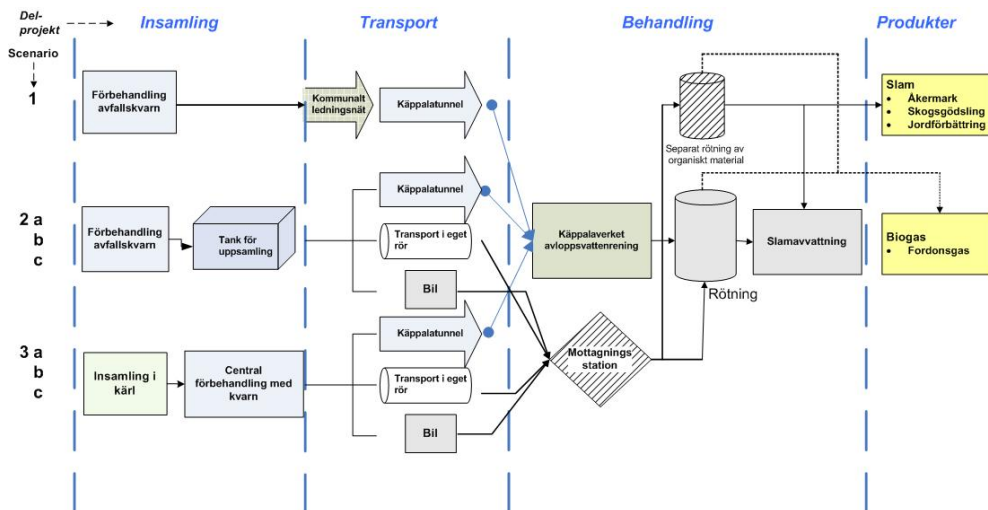 Del-
projekt
Insamling
Transport
Behandling
Produkter
Scenario
1
Förbehandling
avfallskvarn
Kommunalt
ledningsnät
Käppalatunnel
Separat rötning av
organiskt material
Slam
• Åkermark
• Skogsgödsling
• Jordförbättring
2 a
b
c
Förbehandling
avfallskvarn
Tank för
uppsamling
Käppalatunnel
Transport i eget
rör
Bil
Käppalaverket
avloppsvattenrening
Rötning
Slamavvattning
Biogas
• Fordonsgas
3 a
b
c
Insamling i
kärl
Central
förbehandling med
kvarn
Käppalatunnel
Transport i eget
rör
Bil
Mottagnings
station